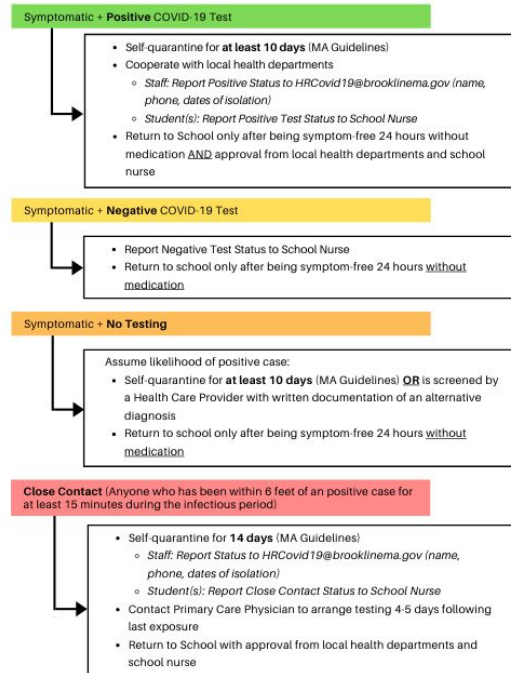 Symptomatic + Positive COVID-19 Test
• Self-quarantine for at least 10 days (MA Guidelines)
• Cooperate with local health departments
◦ Staff: Report Positive Status to HRCovid19@brooklinema.gov (name,
phone, dates of isolation)
◦ Student(s): Report Positive Test Status to School Nurse
• Return to School only after being symptom-free 24 hours without
medication AND approval from local health departments and school
nurse
Symptomatic + Negative COVID-19 Test
• Report Negative Test Status to School Nurse
• Return to school only after being symptom-free 24 hours without
medication
Symptomatic + No Testing
Assume likelihood of positive case:
• Self-quarantine for at least 10 days (MA Guidelines) OR is screened by
a Health Care Provider with written documentation of an alternative
diagnosis
• Return to school only after being symptom-free 24 hours without
medication
Close Contact (Anyone who has been within 6 feet of an positive case for
at least 15 minutes during the infectious period)
• Self-quarantine for 14 days (MA Guidelines)
◦ Staff: Report Status to HRCovid19@brooklinema.gov (name,
phone, dates of isolation)
◦ Student(s): Report Close Contact Status to School Nurse
• Contact Primary Care Physician to arrange testing 4-5 days following
last exposure
• Return to School with approval from local health departments and
school nurse